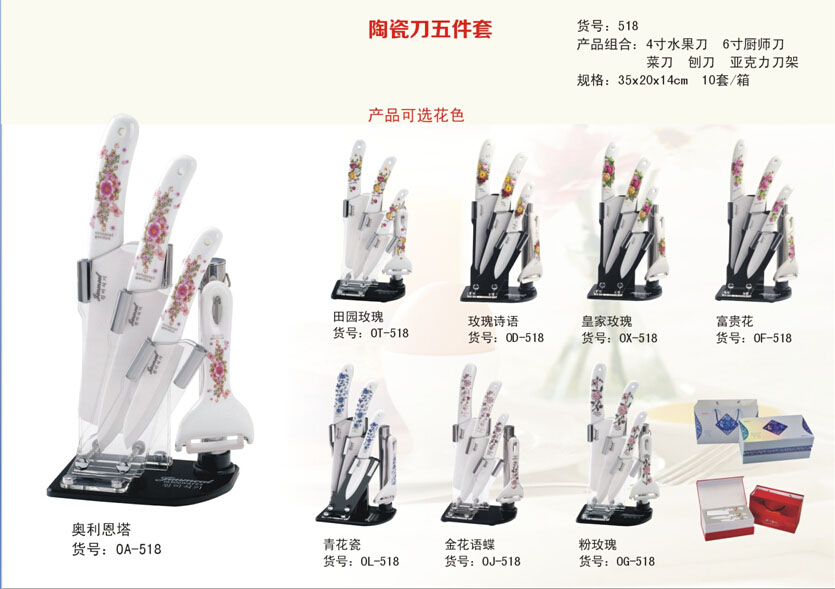 陶瓷刀五件套
货号：518
产品组合：4寸水果刀 6寸厨师刀
菜刀 刨刀 亚克力刀架
规格：35x20x14cm 10套/箱
产品可选花色
田园玫瑰
货号：OT-518
玫瑰诗语
货号：OD-518
皇家玫瑰
货号：OX-518
富贵花
货号：OF-518
奥利恩塔
货号：OA-518
青花瓷
货号：OL-518
金花语蝶
货号：OJ-518
粉玫瑰
货号：OG-518